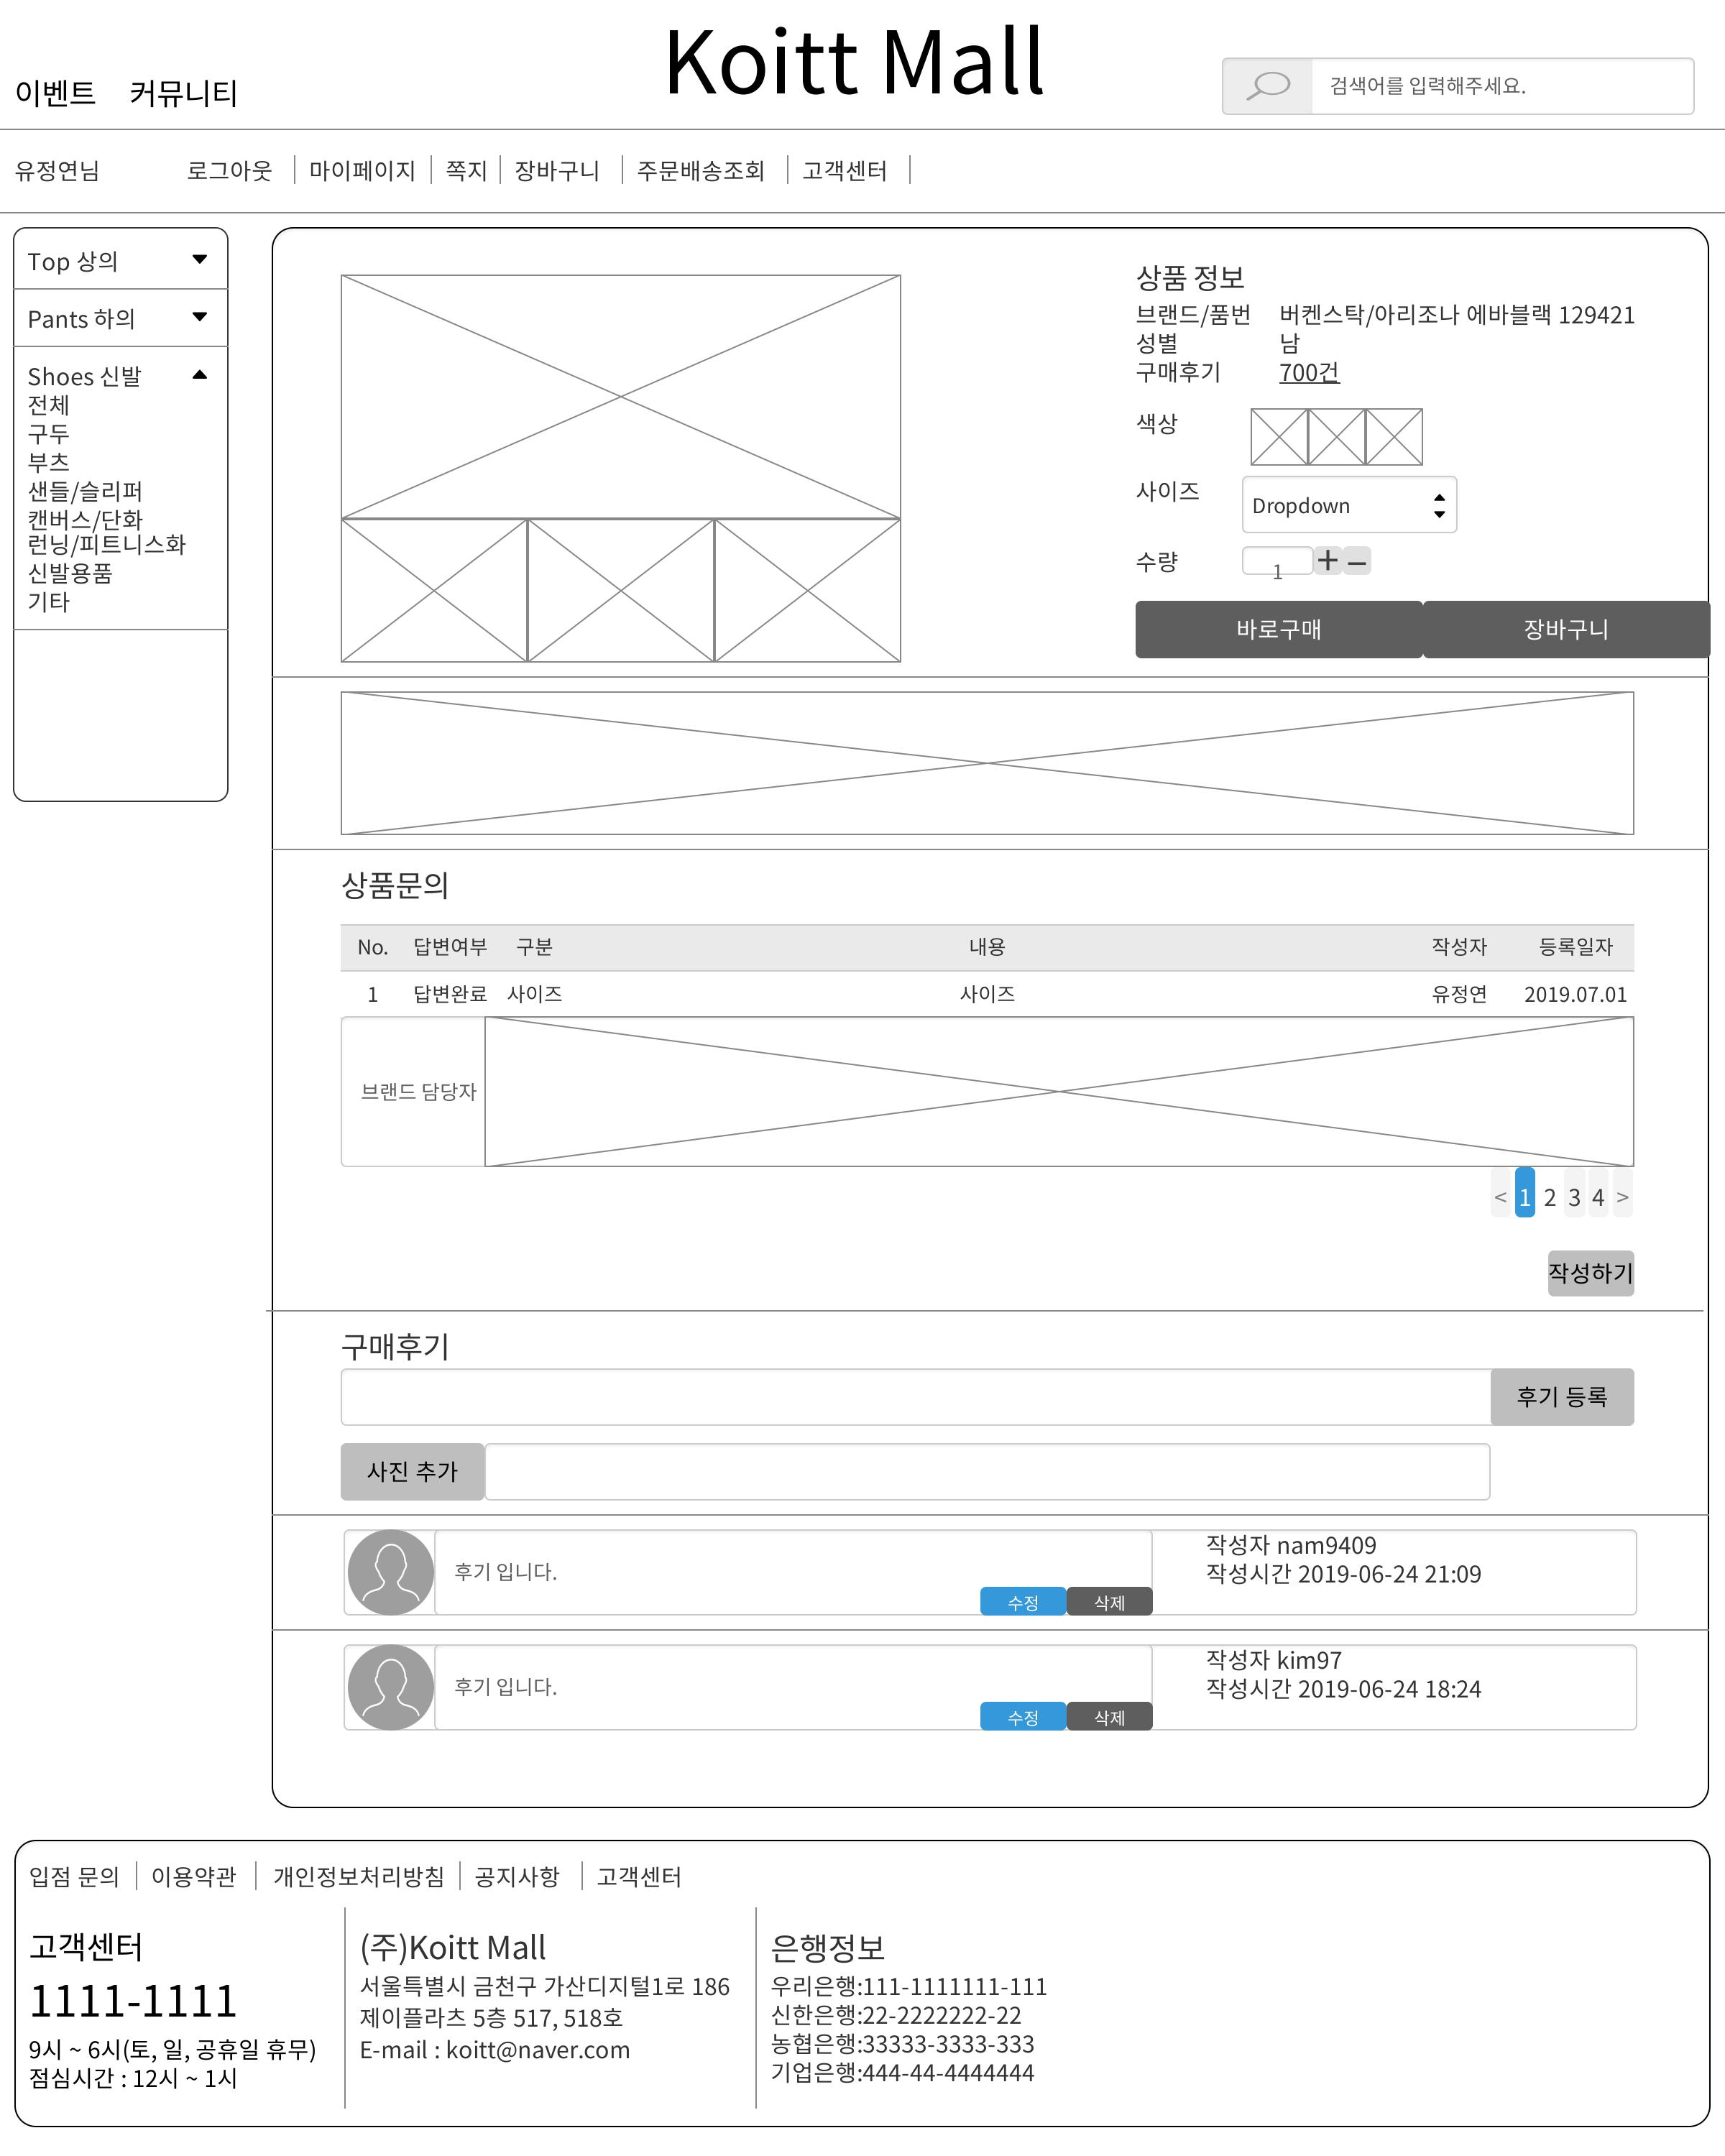 Koitt Mall
이벤트 커뮤니티
검색어를 입력해주세요.
유정연님 로그아웃 마이페이지 쪽지 장바구니 주문배송조회 고객센터
Top 상의
Pants 하의
Shoes 신발
전체
구두
부츠
샌들/슬리퍼
캔버스/단화
런닝/피트니스화
신발용품
기타
상품 정보
브랜드/품번 버켄스탁/아리조나 에바블랙 129421
성별 남
구매후기 700건
색상
사이즈 Dropdown
수량 1 + −
바로구매 장바구니
상품문의
No. 답변여부 구분 내용 작성자 등록일자
1 답변완료 사이즈 사이즈 유정연 2019.07.01
브랜드 담당자
< 1 2 3 4 >
작성하기
구매후기
후기 등록
사진 추가
후기 입니다.
수정 삭제
작성자 nam9409
작성시간 2019-06-24 21:09
후기 입니다.
수정 삭제
작성자 kim97
작성시간 2019-06-24 18:24
입점 문의 이용약관 개인정보처리방침 공지사항 고객센터
고객센터
1111-1111
9시 ~ 6시(토, 일, 공휴일 휴무)
점심시간 : 12시 ~ 1시
(주)Koitt Mall
서울특별시 금천구 가산디지털1로 186
제이플라츠 5층 517, 518호
E-mail : koitt@naver.com
은행정보
우리은행:111-1111111-111
신한은행:22-2222222-22
농협은행:33333-3333-333
기업은행:444-44-4444444